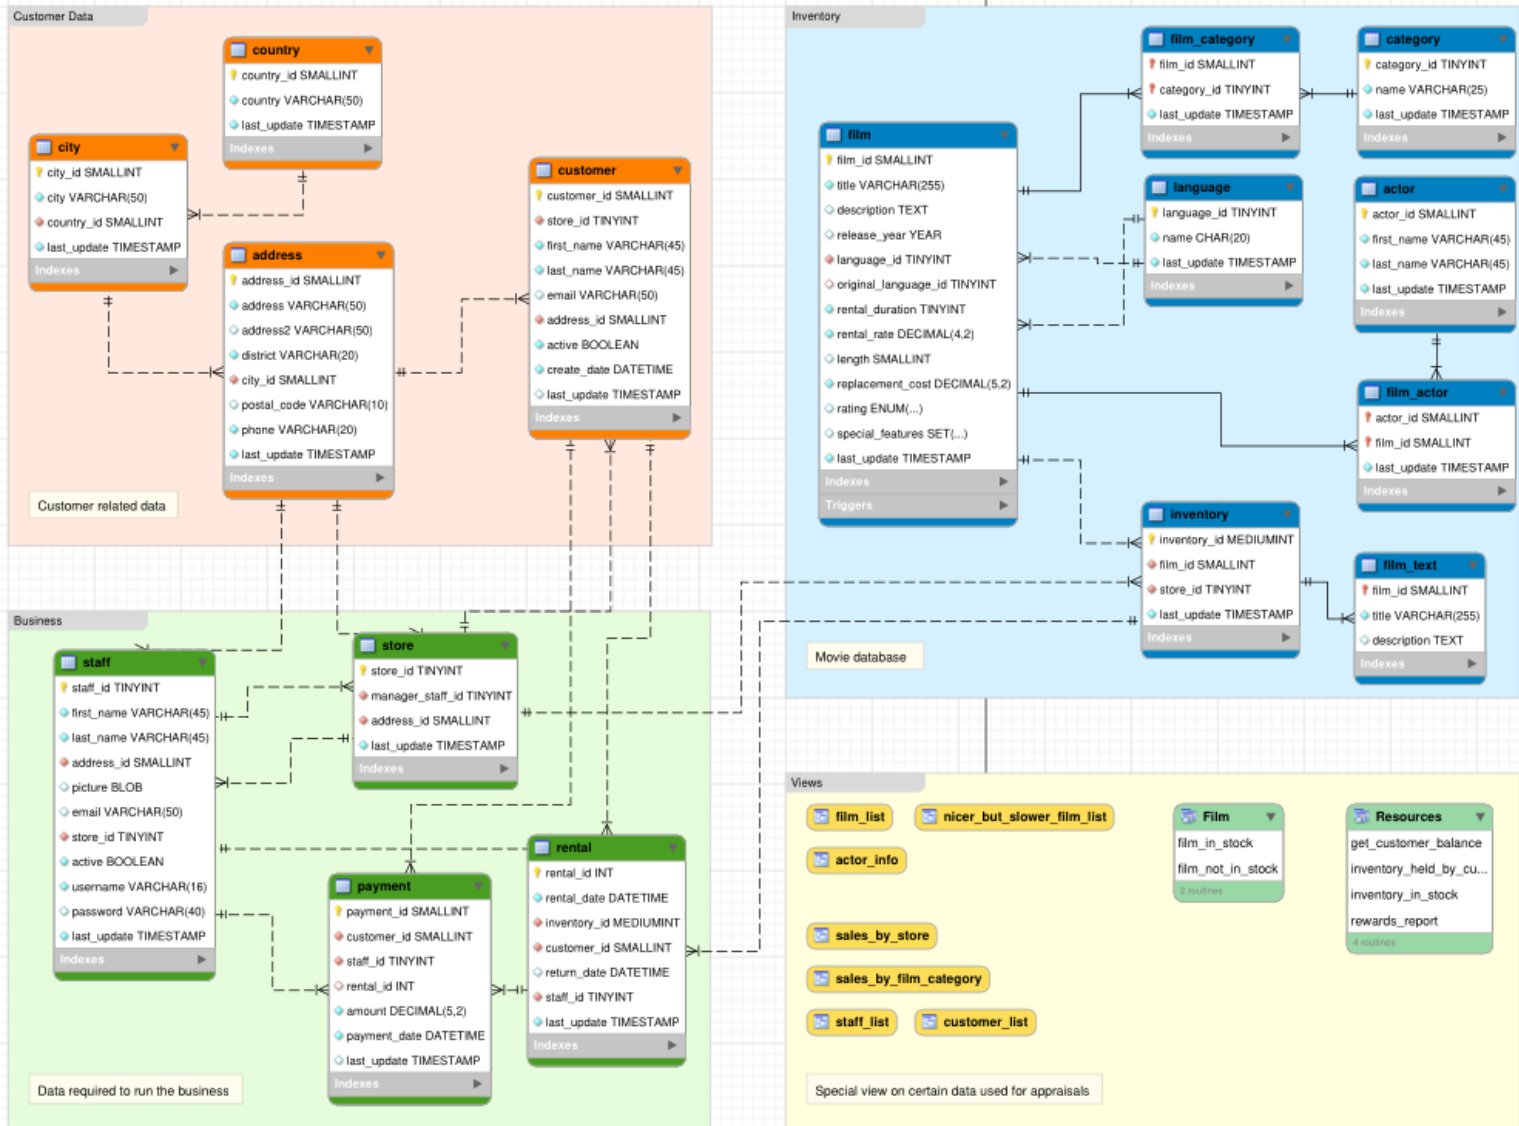 Customer Data
country
country_id SMALLINT
country VARCHAR(50)
last_update TIMESTAMP
Indexes
city
city_id SMALLINT
city VARCHAR(50)
country_id SMALLINT
last_update TIMESTAMP
Indexes
address
address_id SMALLINT
address VARCHAR(50)
address2 VARCHAR(50)
district VARCHAR(20)
city_id SMALLINT
postal_code VARCHAR(10)
phone VARCHAR(20)
last_update TIMESTAMP
Indexes
customer
customer_id SMALLINT
store_id TINYINT
first_name VARCHAR(45)
last_name VARCHAR(45)
email VARCHAR(50)
address_id SMALLINT
active BOOLEAN
create_date DATETIME
last_update TIMESTAMP
Indexes
Customer related data
Inventory
film
film_id SMALLINT
title VARCHAR(255)
description TEXT
release_year YEAR
language_id TINYINT
original_language_id TINYINT
rental_duration TINYINT
rental_rate DECIMAL(4,2)
length SMALLINT
replacement_cost DECIMAL(5,2)
rating ENUM(...)
special_features SET(...)
last_update TIMESTAMP
Indexes
Triggers
film_category
film_id SMALLINT
category_id TINYINT
last_update TIMESTAMP
Indexes
category
category_id TINYINT
name VARCHAR(25)
last_update TIMESTAMP
Indexes
language
language_id TINYINT
name CHAR(20)
last_update TIMESTAMP
Indexes
actor
actor_id SMALLINT
first_name VARCHAR(45)
last_name VARCHAR(45)
last_update TIMESTAMP
Indexes
film_actor
actor_id SMALLINT
film_id SMALLINT
last_update TIMESTAMP
Indexes
inventory
inventory_id MEDIUMINT
film_id SMALLINT
store_id TINYINT
last_update TIMESTAMP
Indexes
film_text
film_id SMALLINT
title VARCHAR(255)
description TEXT
Indexes
Movie database
Business
staff
staff_id TINYINT
first_name VARCHAR(45)
last_name VARCHAR(45)
address_id SMALLINT
picture BLOB
email VARCHAR(50)
store_id TINYINT
active BOOLEAN
username VARCHAR(16)
password VARCHAR(40)
last_update TIMESTAMP
Indexes
store
store_id TINYINT
manager_staff_id TINYINT
address_id SMALLINT
last_update TIMESTAMP
Indexes
payment
payment_id SMALLINT
customer_id SMALLINT
staff_id TINYINT
rental_id INT
amount DECIMAL(5,2)
payment_date DATETIME
last_update TIMESTAMP
Indexes
rental
rental_id INT
rental_date DATETIME
inventory_id MEDIUMINT
customer_id SMALLINT
return_date DATETIME
staff_id TINYINT
last_update TIMESTAMP
Indexes
Data required to run the business
Views
film_list
nicer_but_slower_film_list
actor_info
sales_by_store
sales_by_film_category
staff_list
customer_list
Film
film_in_stock
film_not_in_stock
2 routines
Resources
get_customer_balance
inventory_held_by_cu...
inventory_in_stock
rewards_report
4 routines
Special view on certain data used for appraisals